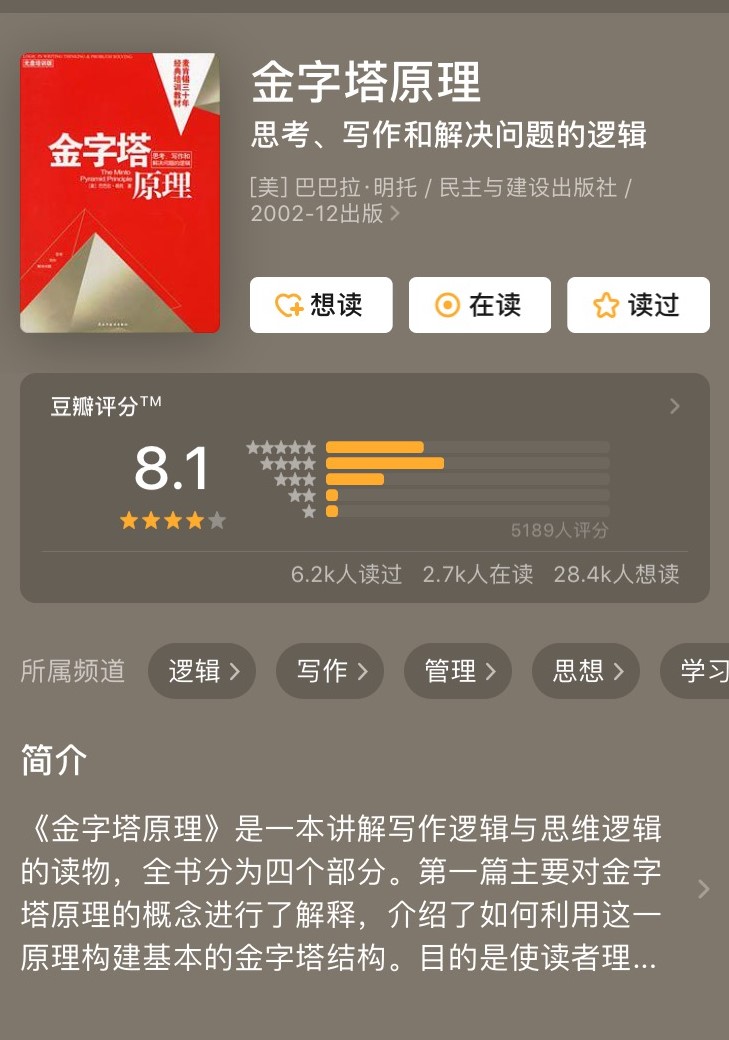 LOGIC IN WRITING THINKING & PROBLEM SOLVING
麦肯锡三十年
经典培训教材
金字塔
思考、写作和
解决问题的逻辑
The Minto
Pyramid Principle
原理
金字塔原理
思考、写作和解决问题的逻辑
[美] 巴巴拉·明托 / 民主与建设出版社 /
2002-12出版
想读
在读
读过
豆瓣评分™
8.1
5189人评分
6.2k人读过 2.7k人在读 28.4k人想读
所属频道 逻辑 写作 管理 思想 学习
简介
《金字塔原理》是一本讲解写作逻辑与思维逻辑
的读物，全书分为四个部分。第一篇主要对金字
塔原理的概念进行了解释，介绍了如何利用这一
原理构建基本的金字塔结构。目的是使读者理...